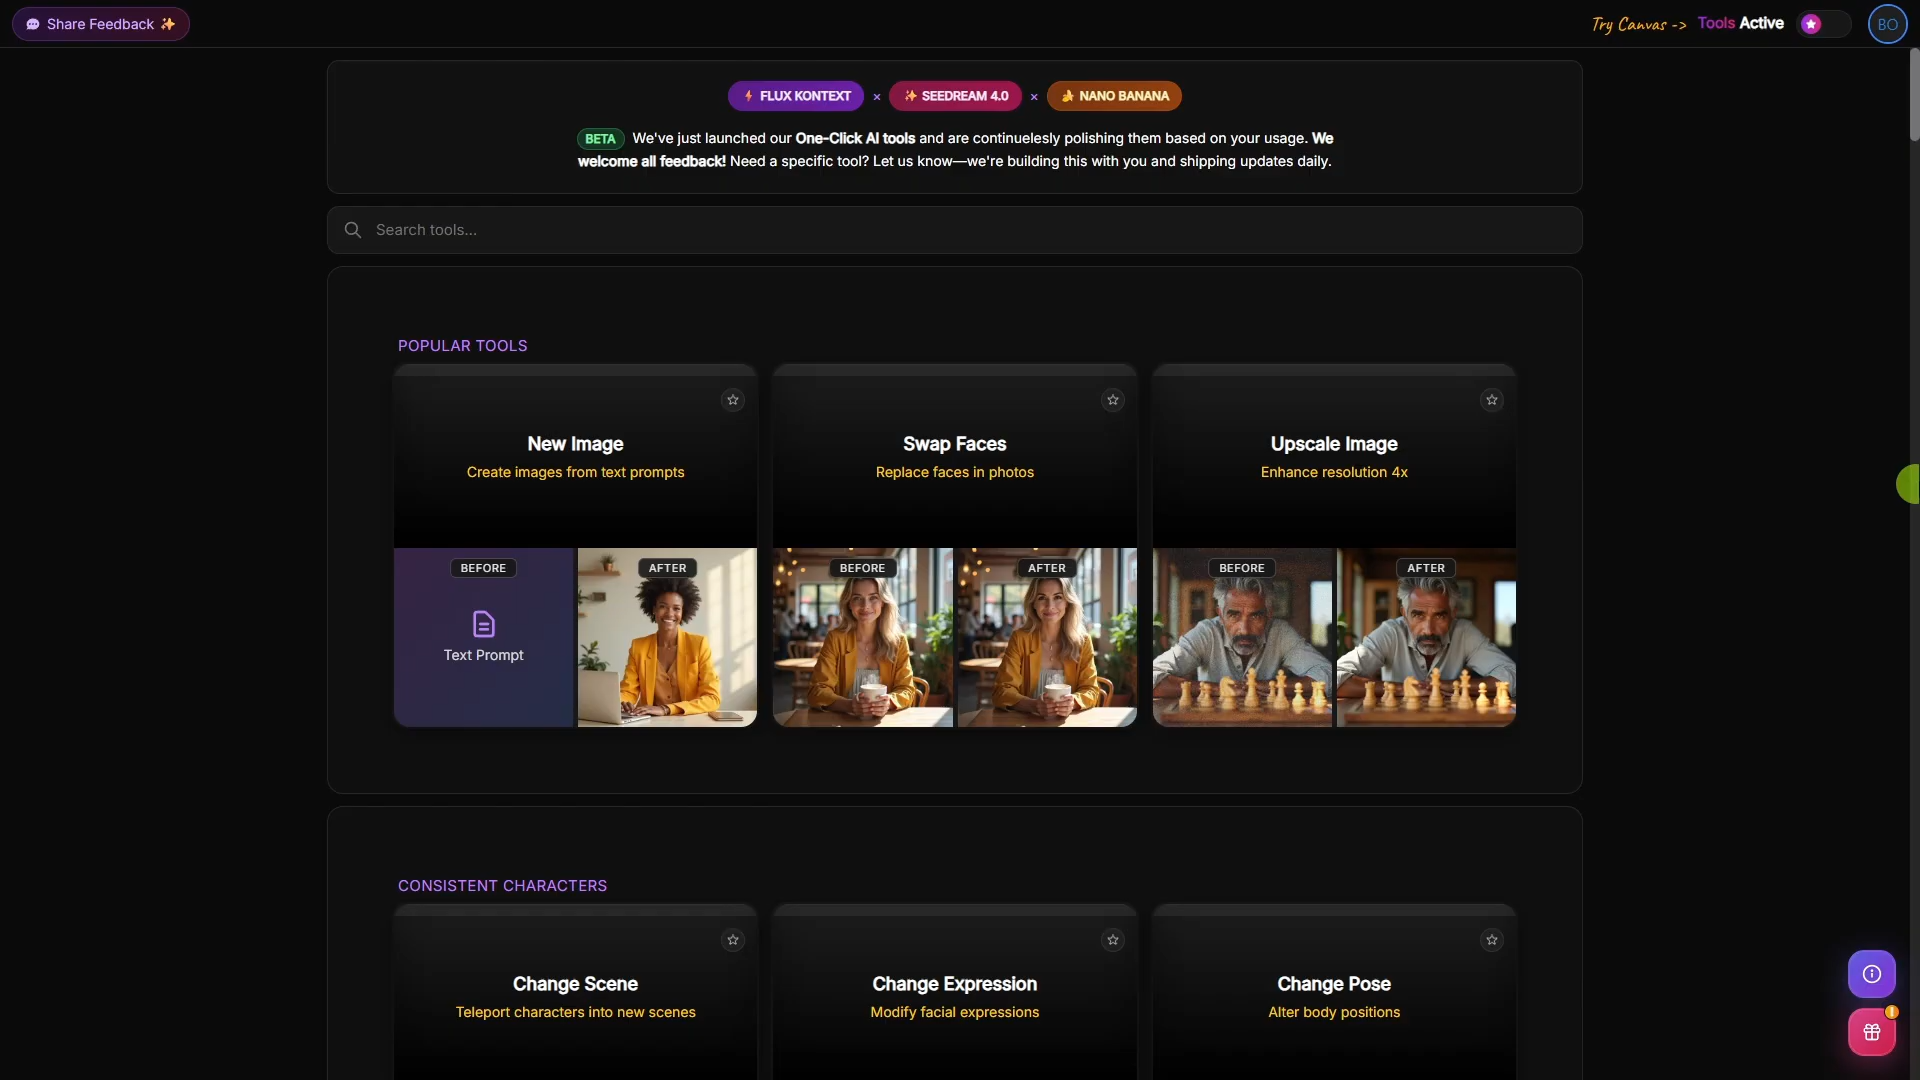 Share Feedback ✨
Try Canvas ->
Tools Active
BO
FLUX KONTEXT × ✨ SEEDREAM 4.0 × 🍌 NANO BANANA
BETA We've just launched our One-Click AI tools and are continuelesly polishing them based on your usage. We
welcome all feedback! Need a specific tool? Let us know—we're building this with you and shipping updates daily.
Search tools...
POPULAR TOOLS
New Image
Create images from text prompts
BEFORE
Text Prompt
AFTER
Swap Faces
Replace faces in photos
BEFORE
AFTER
Upscale Image
Enhance resolution 4x
BEFORE
AFTER
CONSISTENT CHARACTERS
Change Scene
Teleport characters into new scenes
Change Expression
Modify facial expressions
Change Pose
Alter body positions
!